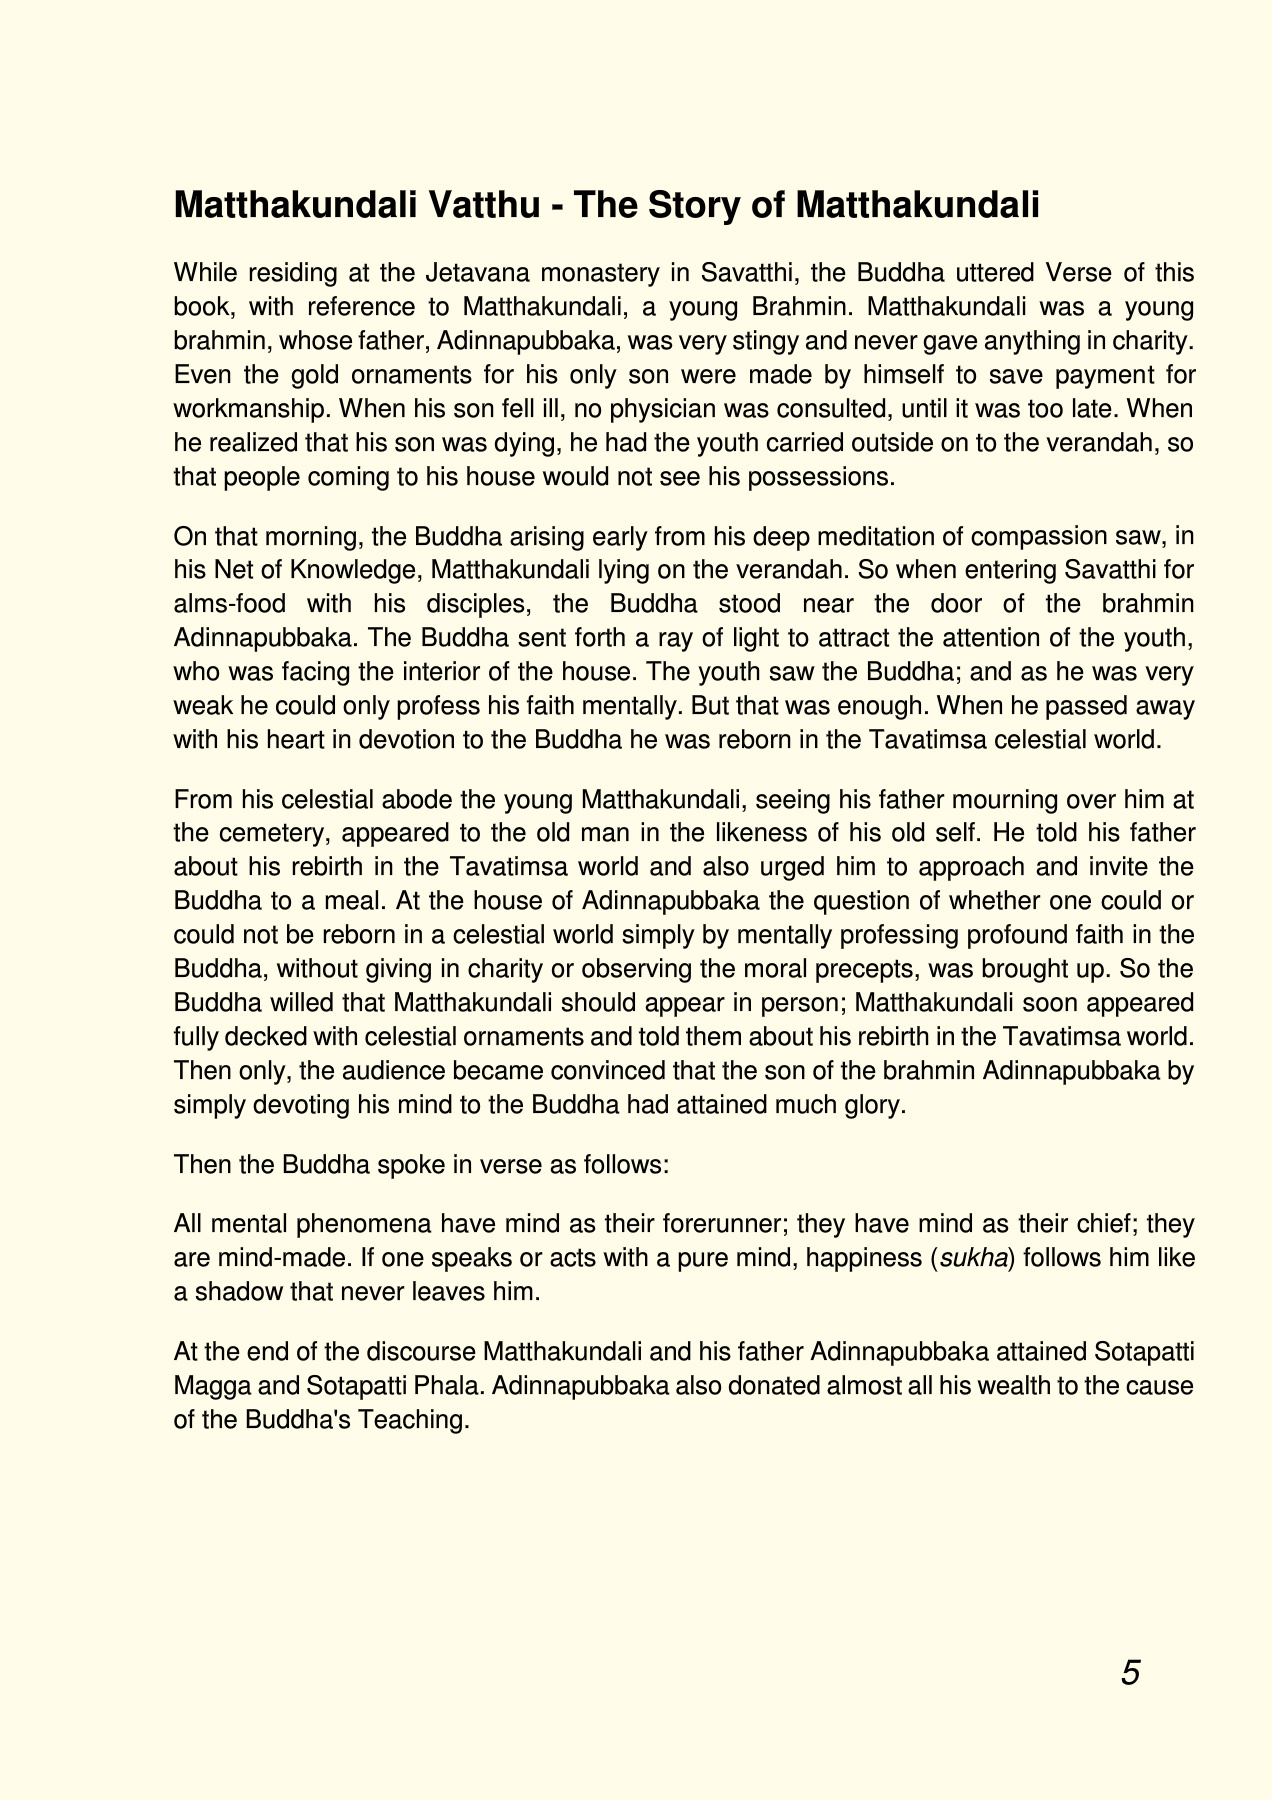 Matthakundali Vatthu - The Story of Matthakundali
While residing at the Jetavana monastery in Savatthi, the Buddha uttered Verse of this
book, with reference to Matthakundali, a young Brahmin. Matthakundali was a young
brahmin, whose father, Adinnapubbaka, was very stingy and never gave anything in charity.
Even the gold ornaments for his only son were made by himself to save payment for
workmanship. When his son fell ill, no physician was consulted, until it was too late. When
he realized that his son was dying, he had the youth carried outside on to the verandah, so
that people coming to his house would not see his possessions.
On that morning, the Buddha arising early from his deep meditation of compassion saw, in
his Net of Knowledge, Matthakundali lying on the verandah. So when entering Savatthi for
alms-food with his disciples, the Buddha stood near the door of the brahmin
Adinnapubbaka. The Buddha sent forth a ray of light to attract the attention of the youth,
who was facing the interior of the house. The youth saw the Buddha; and as he was very
weak he could only profess his faith mentally. But that was enough. When he passed away
with his heart in devotion to the Buddha he was reborn in the Tavatimsa celestial world.
From his celestial abode the young Matthakundali, seeing his father mourning over him at
the cemetery, appeared to the old man in the likeness of his old self. He told his father
about his rebirth in the Tavatimsa world and also urged him to approach and invite the
Buddha to a meal. At the house of Adinnapubbaka the question of whether one could or
could not be reborn in a celestial world simply by mentally professing profound faith in the
Buddha, without giving in charity or observing the moral precepts, was brought up. So the
Buddha willed that Matthakundali should appear in person; Matthakundali soon appeared
fully decked with celestial ornaments and told them about his rebirth in the Tavatimsa world.
Then only, the audience became convinced that the son of the brahmin Adinnapubbaka by
simply devoting his mind to the Buddha had attained much glory.
Then the Buddha spoke in verse as follows:
All mental phenomena have mind as their forerunner; they have mind as their chief; they
are mind-made. If one speaks or acts with a pure mind, happiness (sukha) follows him like
a shadow that never leaves him.
At the end of the discourse Matthakundali and his father Adinnapubbaka attained Sotapatti
Magga and Sotapatti Phala. Adinnapubbaka also donated almost all his wealth to the cause
of the Buddha's Teaching.
5